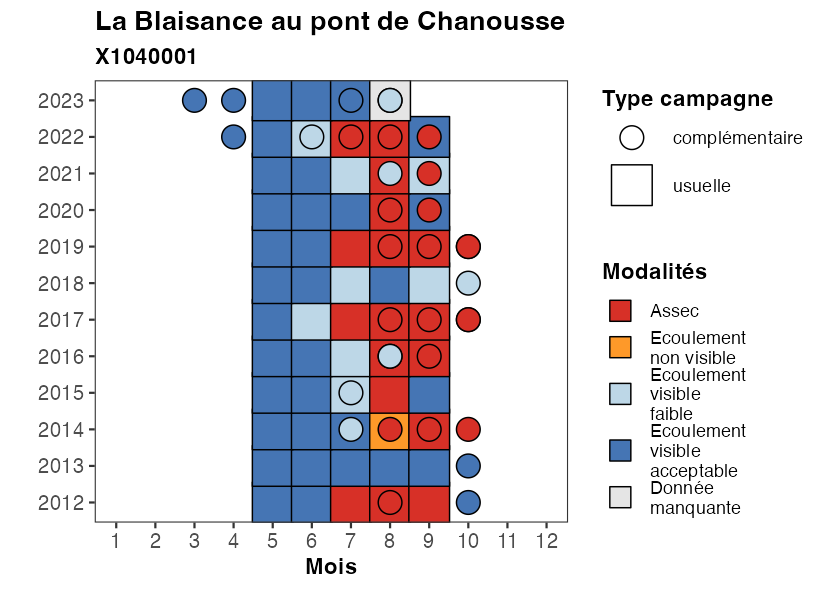 La Blaisance au pont de Chanousse
X1040001
2023
2022
2021
2020
2019
2018
2017
2016
2015
2014
2013
2012
1 2 3 4 5 6 7 8 9 10 11 12
Mois
Type campagne
complémentaire
usuelle
Modalités
Assec
Ecoulement
non visible
Ecoulement
visible
faible
Ecoulement
visible
acceptable
Donnée
manquante